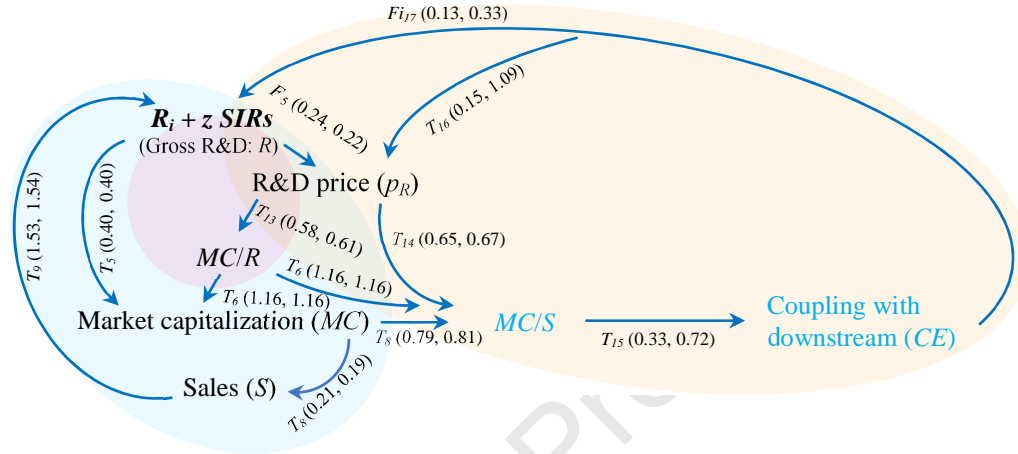 Fi17 (0.13, 0.33)
F5 (0.24, 0.22)
T16 (0.15, 1.09)
Ri + z SIRs
(Gross R&D: R)
R&D price (pR)
T9 (1.53, 1.54)
T5 (0.40, 0.40)
T13 (0.58, 0.61)
T14 (0.65, 0.67)
MC/R
T6 (1.16, 1.16)
T6 (1.16, 1.16)
Market capitalization (MC)
T8 (0.79, 0.81)
MC/S
T15 (0.33, 0.72)
Coupling with
downstream (CE)
Sales (S)
T8 (0.21, 0.19)
Pr